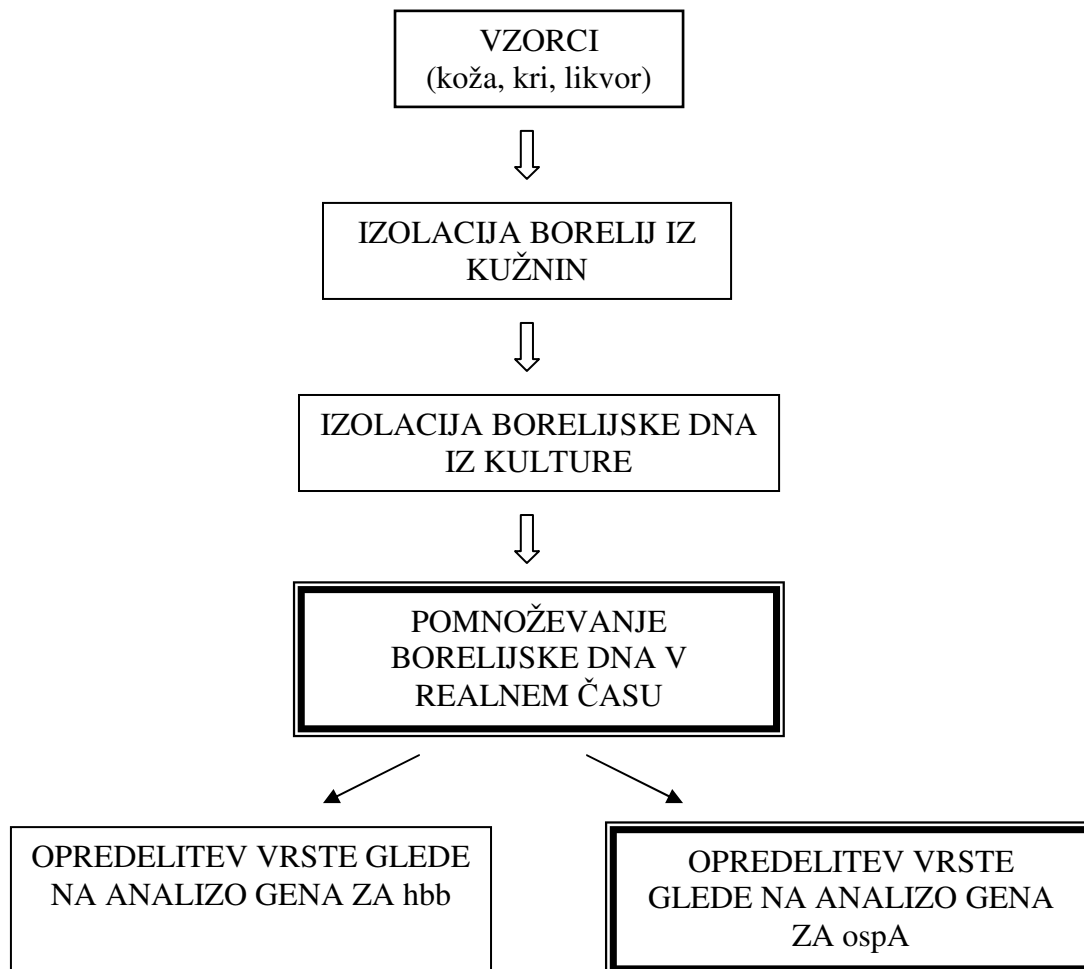 VZORCI
(koža, kri, likvor)
IZOLACIJA BORELIJ IZ
KUŽNIN
IZOLACIJA BORELIJSKE DNA
IZ KULTURE
POMNOŽEVANJE
BORELIJSKE DNA V
REALNEM ČASU
OPREDELITEV VRSTE GLEDE
NA ANALIZO GENA ZA hbb
OPREDELITEV VRSTE
GLEDE NA ANALIZO GENA
ZA ospA